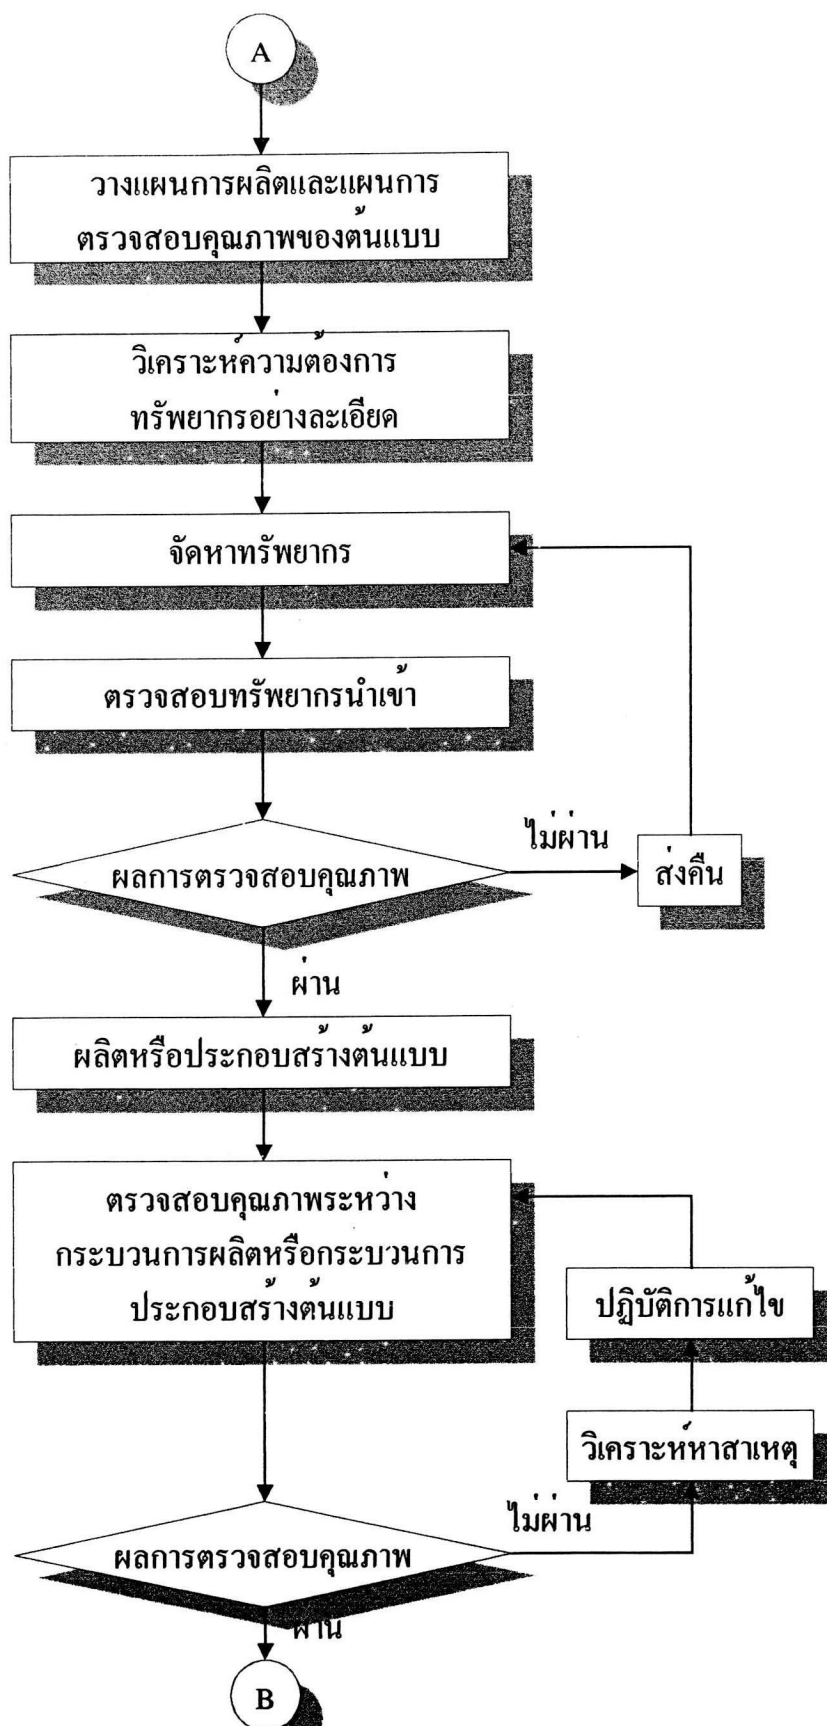 A
วางแผนการผลิตและแผนการ
ตรวจสอบคุณภาพของต้นแบบ
วิเคราะห์ความต้องการ
ทรัพยากรอย่างละเอียด
จัดหาทรัพยากร
ตรวจสอบทรัพยากรนำเข้า
ผลการตรวจสอบคุณภาพ
ไม่ผ่าน
ส่งคืน
ผ่าน
ผลิตหรือประกอบสร้างต้นแบบ
ตรวจสอบคุณภาพระหว่าง
กระบวนการผลิตหรือกระบวนการ
ประกอบสร้างต้นแบบ
ปฏิบัติการแก้ไข
วิเคราะห์หาสาเหตุ
ไม่ผ่าน
ผลการตรวจสอบคุณภาพ
ผ่าน
B